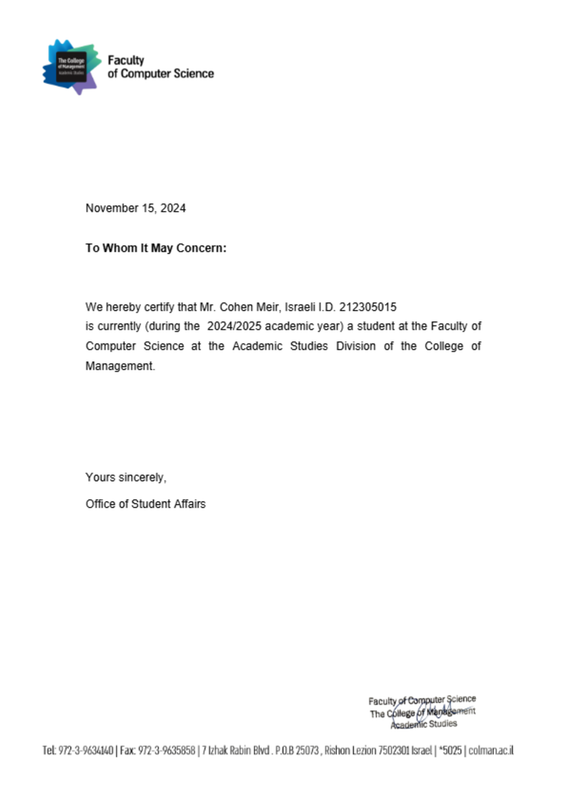 The College
of Management
Academic Studies
Faculty
of Computer Science
November 15, 2024
To Whom It May Concern:
We hereby certify that Mr. Cohen Meir, Israeli I.D. 212305015
is currently (during the  2024/2025 academic year) a student at the Faculty of
Computer Science at the Academic Studies Division of the College of
Management.
Yours sincerely,
Office of Student Affairs
Faculty of Computer Science
The College of Management
Academic Studies
Tel: 972-3-9634140 | Fax: 972-3-9635858 | 7 Izhak Rabin Blvd . P.O.B 25073 , Rishon Lezion 7502301 Israel | *5025 | colman.ac.il